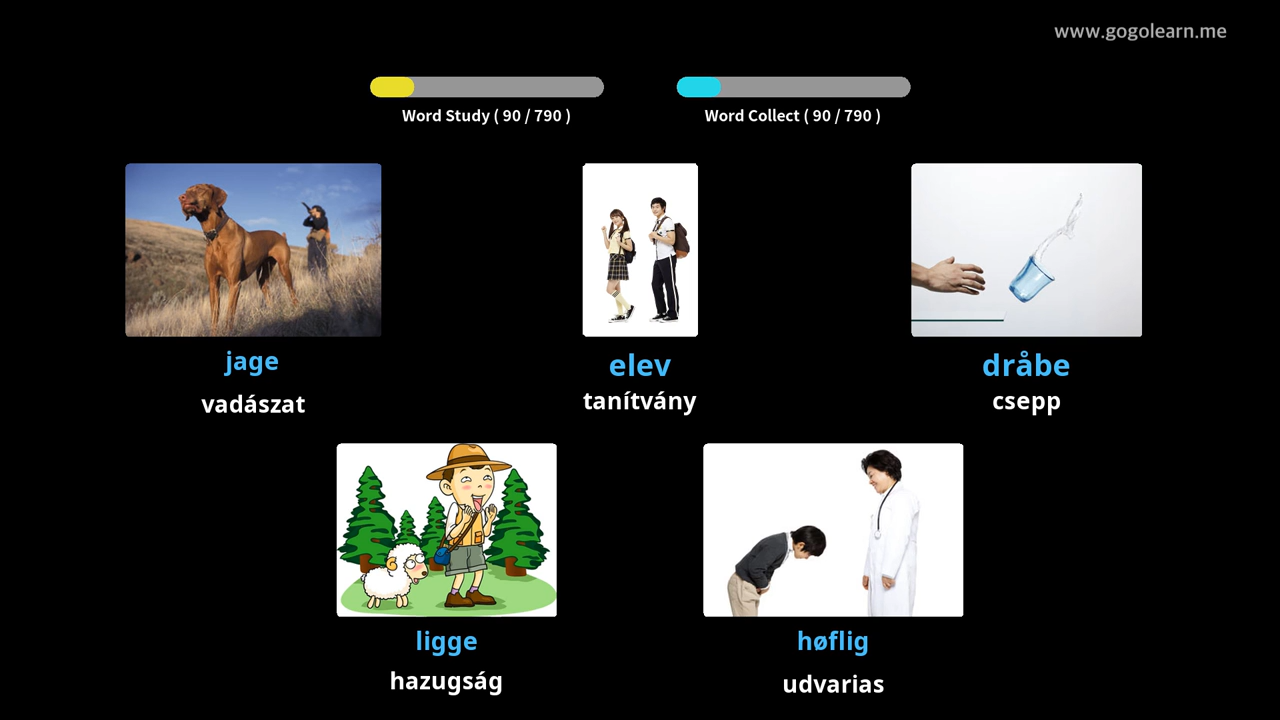 www.gogolearn.me
Word Study ( 90 / 790 )
Word Collect ( 90 / 790 )
jage
vadászat
elev
tanítvány
dråbe
csepp
ligge
hazugság
høflig
udvarias